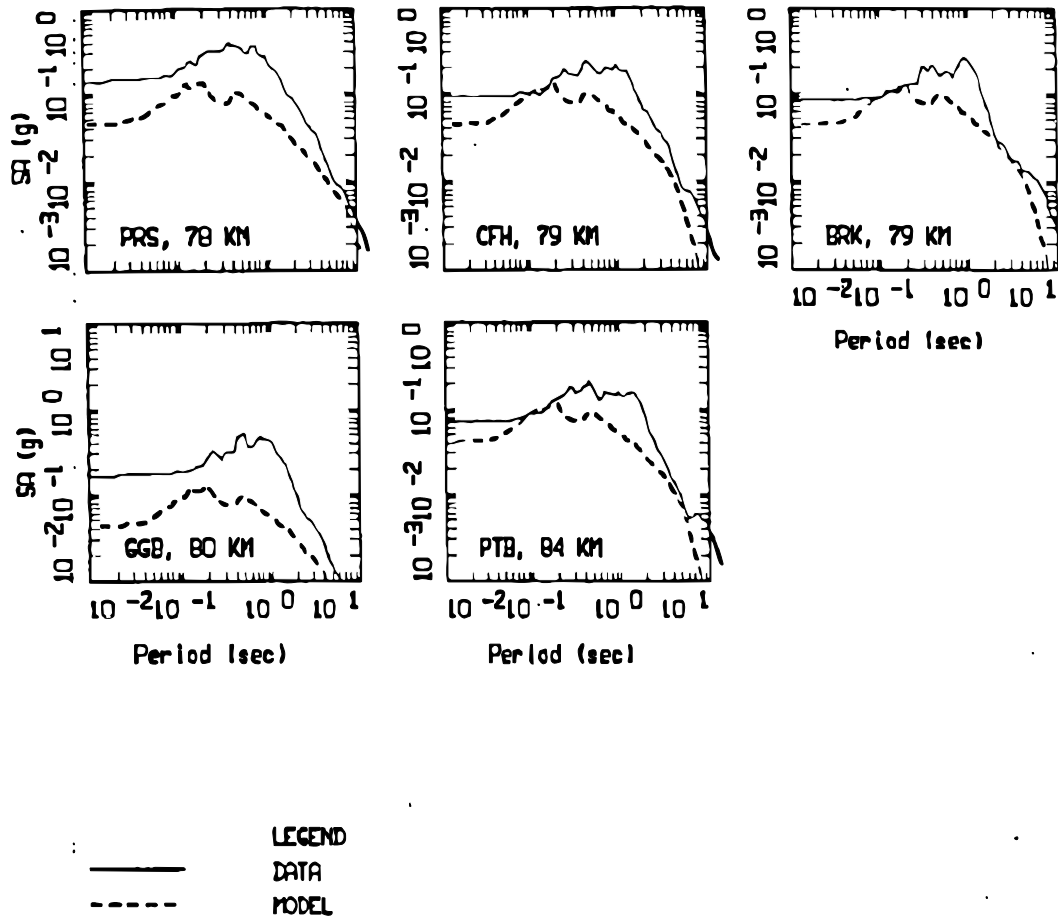 SA (g)
10 -3 10 -2 10 -1 10 0
PRS, 78 KM
CFH, 79 KM
10 -3 10 -2 10 -1 10 0
BRK, 79 KM
10 -3 10 -2 10 -1 10 0
10 -2 10 -1 10 0 10 1
Period (sec)
SA (g)
10 -2 10 -1 10 0 10 1
GGB, 80 KM
10 -2 10 -1 10 0 10 1
Period (sec)
10 -3 10 -2 10 -1 10 0
PTB, 84 KM
10 -2 10 -1 10 0 10 1
Period (sec)
LEGEND
DATA
MODEL